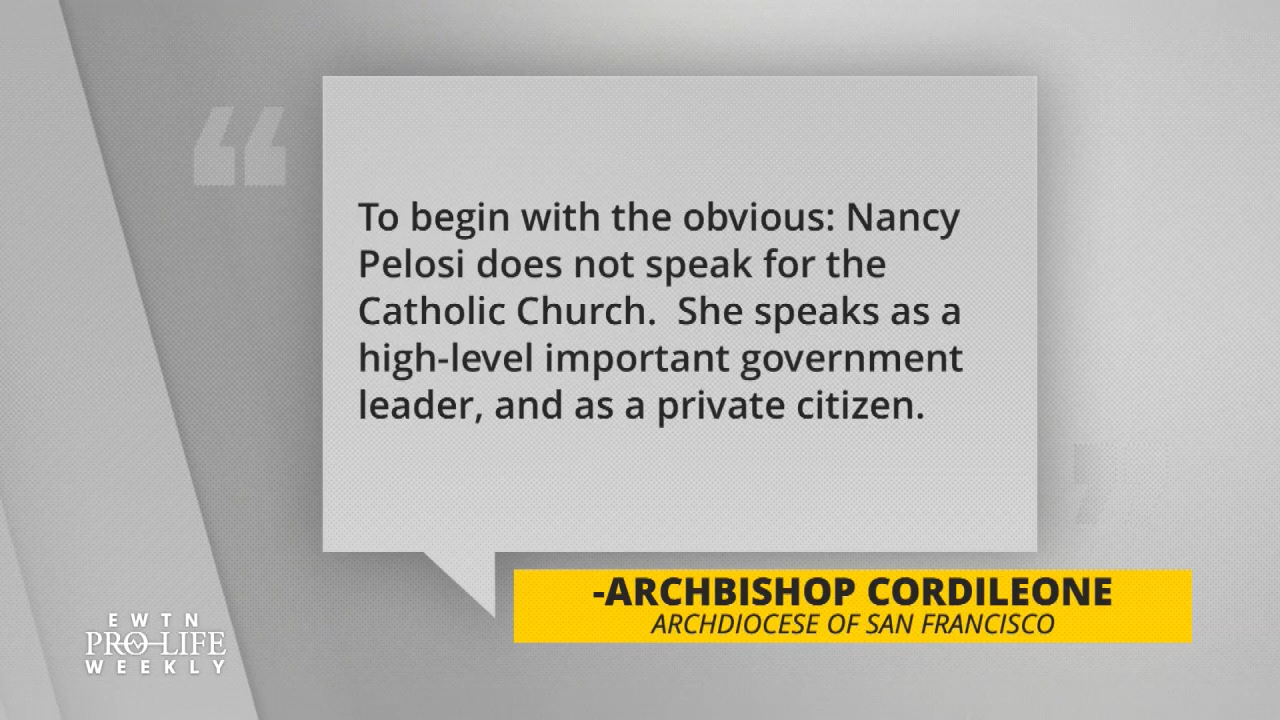 “
To begin with the obvious: Nancy
Pelosi does not speak for the
Catholic Church.  She speaks as a
high-level important government
leader, and as a private citizen.
”
-ARCHBISHOP CORDILEONE
ARCHDIOCESE OF SAN FRANCISCO
EWTN
PRO-LIFE
WEEKLY